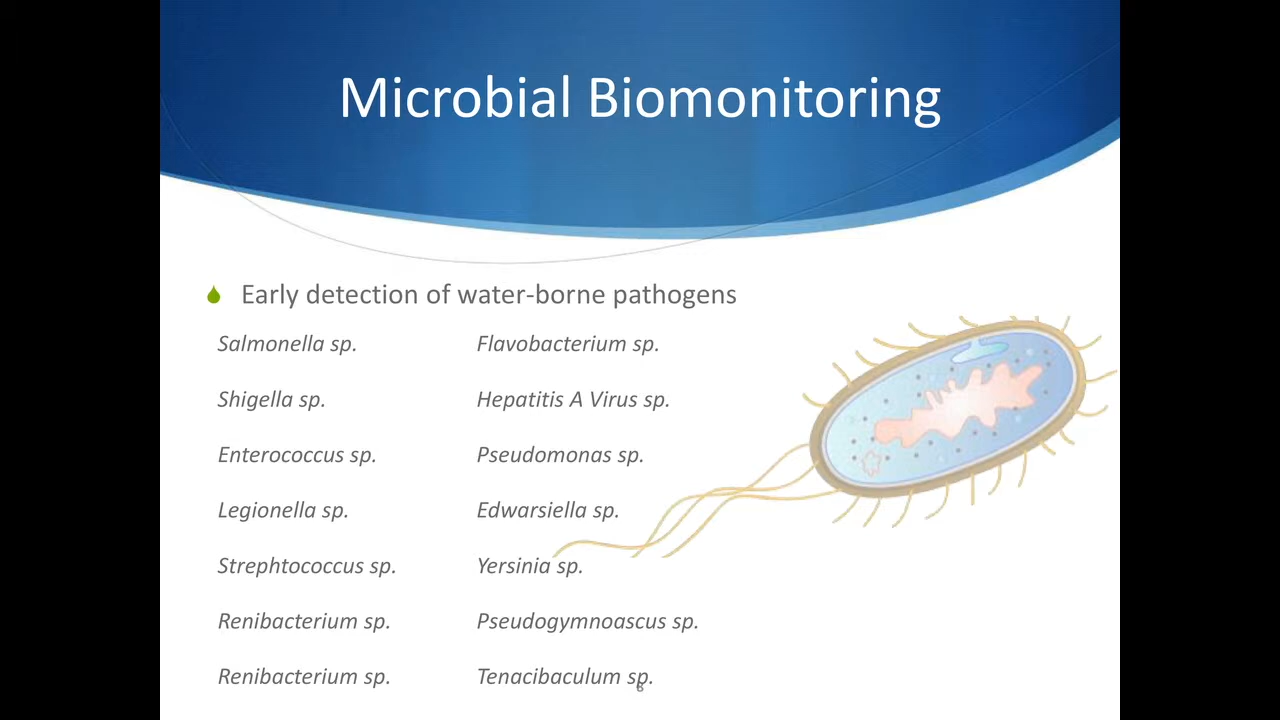 Microbial Biomonitoring
Early detection of water-borne pathogens
Salmonella sp.
Flavobacterium sp.
Shigella sp.
Hepatitis A Virus sp.
Enterococcus sp.
Pseudomonas sp.
Legionella sp.
Edwarsiella sp.
Strephtococcus sp.
Yersinia sp.
Renibacterium sp.
Pseudogymnoascus sp.
Renibacterium sp.
Tenacibaculum sp.